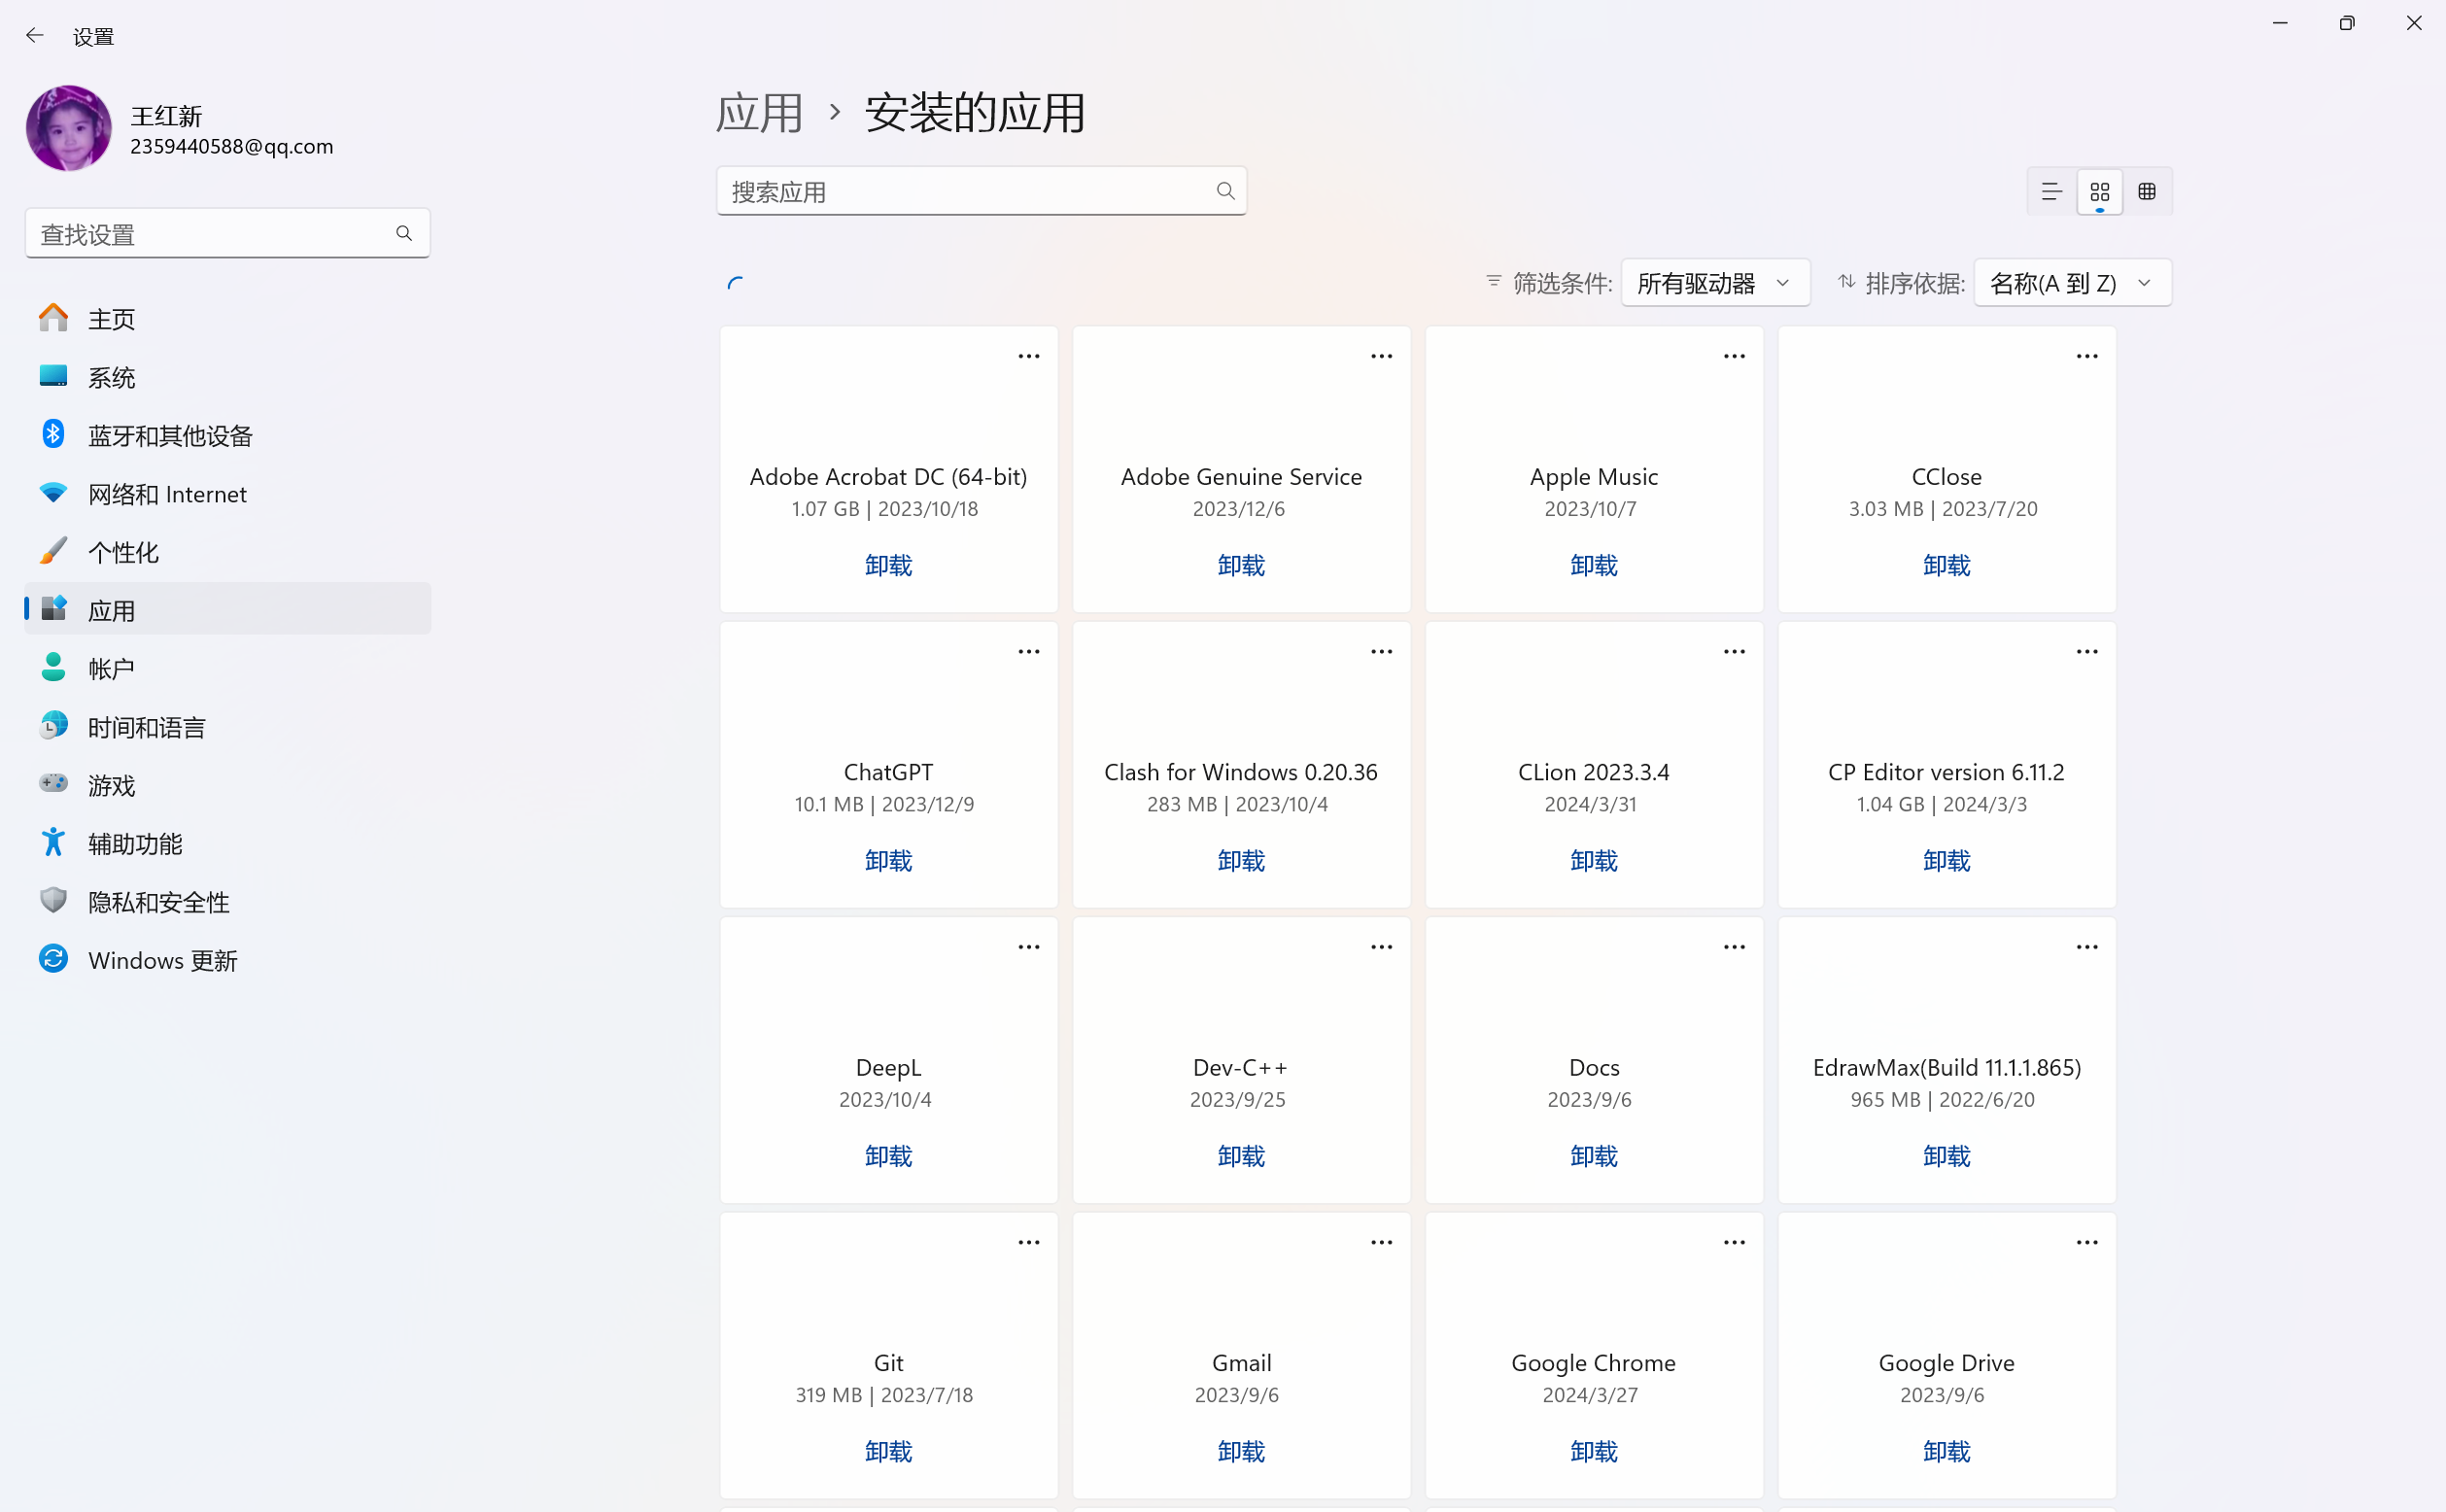 设置
王红新
2359440588@qq.com
查找设置
主页
系统
蓝牙和其他设备
网络和 Internet
个性化
应用
帐户
时间和语言
游戏
辅助功能
隐私和安全性
Windows 更新
应用 › 安装的应用
搜索应用
筛选条件: 所有驱动器 排序依据: 名称(A 到 Z)
Adobe Acrobat DC (64-bit)
1.07 GB | 2023/10/18
卸载
Adobe Genuine Service
2023/12/6
卸载
Apple Music
2023/10/7
卸载
CClose
3.03 MB | 2023/7/20
卸载
ChatGPT
10.1 MB | 2023/12/9
卸载
Clash for Windows 0.20.36
283 MB | 2023/10/4
卸载
CLion 2023.3.4
2024/3/31
卸载
CP Editor version 6.11.2
1.04 GB | 2024/3/3
卸载
DeepL
2023/10/4
卸载
Dev-C++
2023/9/25
卸载
Docs
2023/9/6
卸载
EdrawMax(Build 11.1.1.865)
965 MB | 2022/6/20
卸载
Git
319 MB | 2023/7/18
卸载
Gmail
2023/9/6
卸载
Google Chrome
2024/3/27
卸载
Google Drive
2023/9/6
卸载